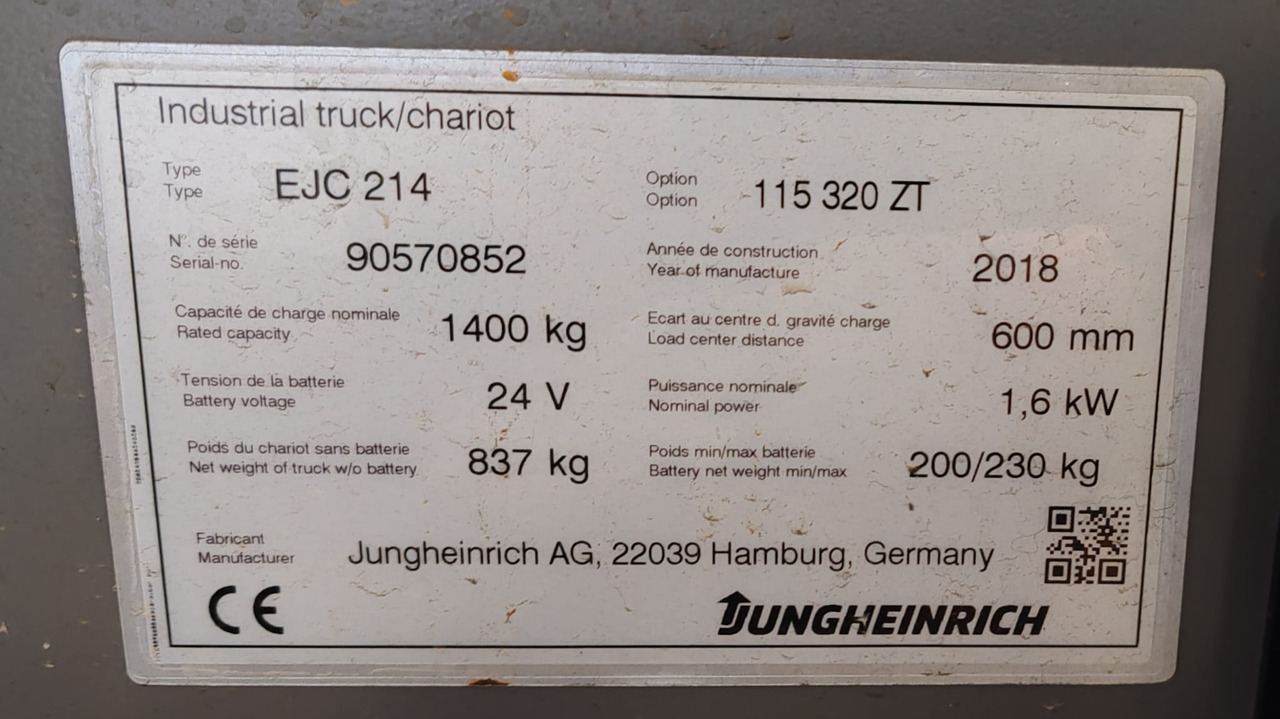 Industrial truck/chariot
Type
Type
EJC 214
Option
Option
115 320 ZT
N°. de série
Serial-no.
90570852
Année de construction
Year of manufacture
2018
Capacité de charge nominale
Rated capacity
1400 kg
Ecart au centre d. gravité charge
Load center distance
600 mm
Tension de la batterie
Battery voltage
24 V
Puissance nominale
Nominal power
1,6 kW
Poids du chariot sans batterie
Net weight of truck w/o battery
837 kg
Poids min/max batterie
Battery net weight min/max
200/230 kg
Fabricant
Manufacturer
Jungheinrich AG, 22039 Hamburg, Germany
CE
JUNGHEINRICH